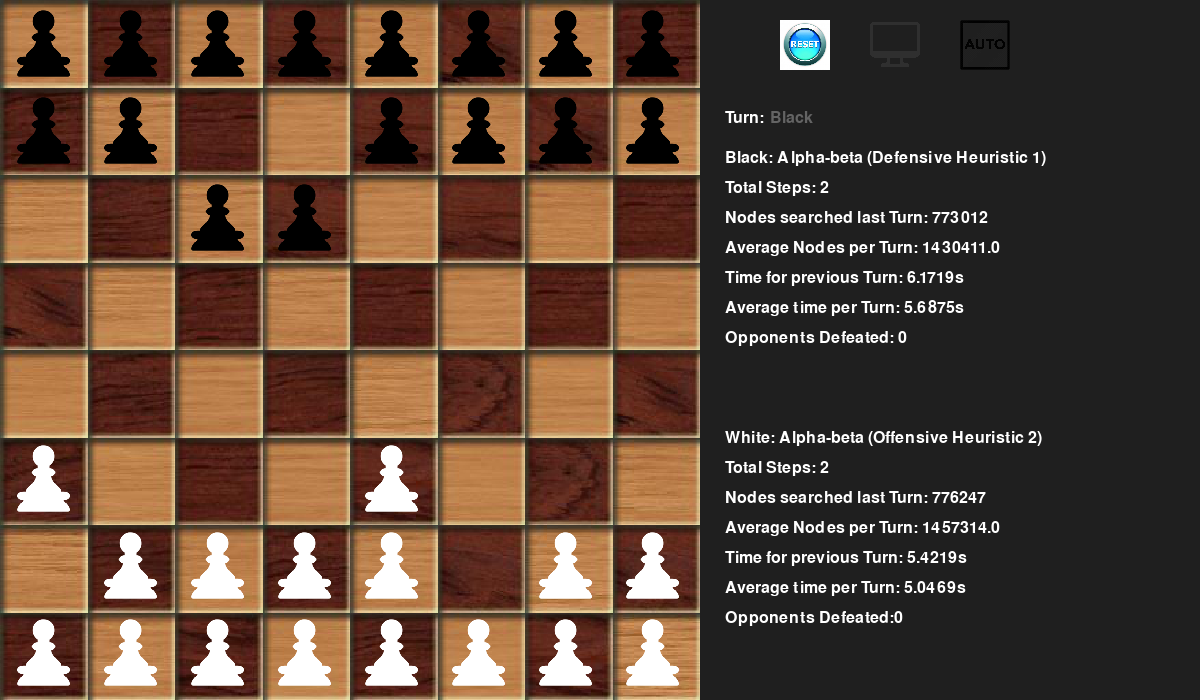 RESET
AUTO
Turn: Black
Black: Alpha-beta (Defensive Heuristic 1)
Total Steps: 2
Nodes searched last Turn: 773012
Average Nodes per Turn: 1430411.0
Time for previous Turn: 6.1719s
Average time per Turn: 5.6875s
Opponents Defeated: 0
White: Alpha-beta (Offensive Heuristic 2)
Total Steps: 2
Nodes searched last Turn: 776247
Average Nodes per Turn: 1457314.0
Time for previous Turn: 5.4219s
Average time per Turn: 5.0469s
Opponents Defeated:0